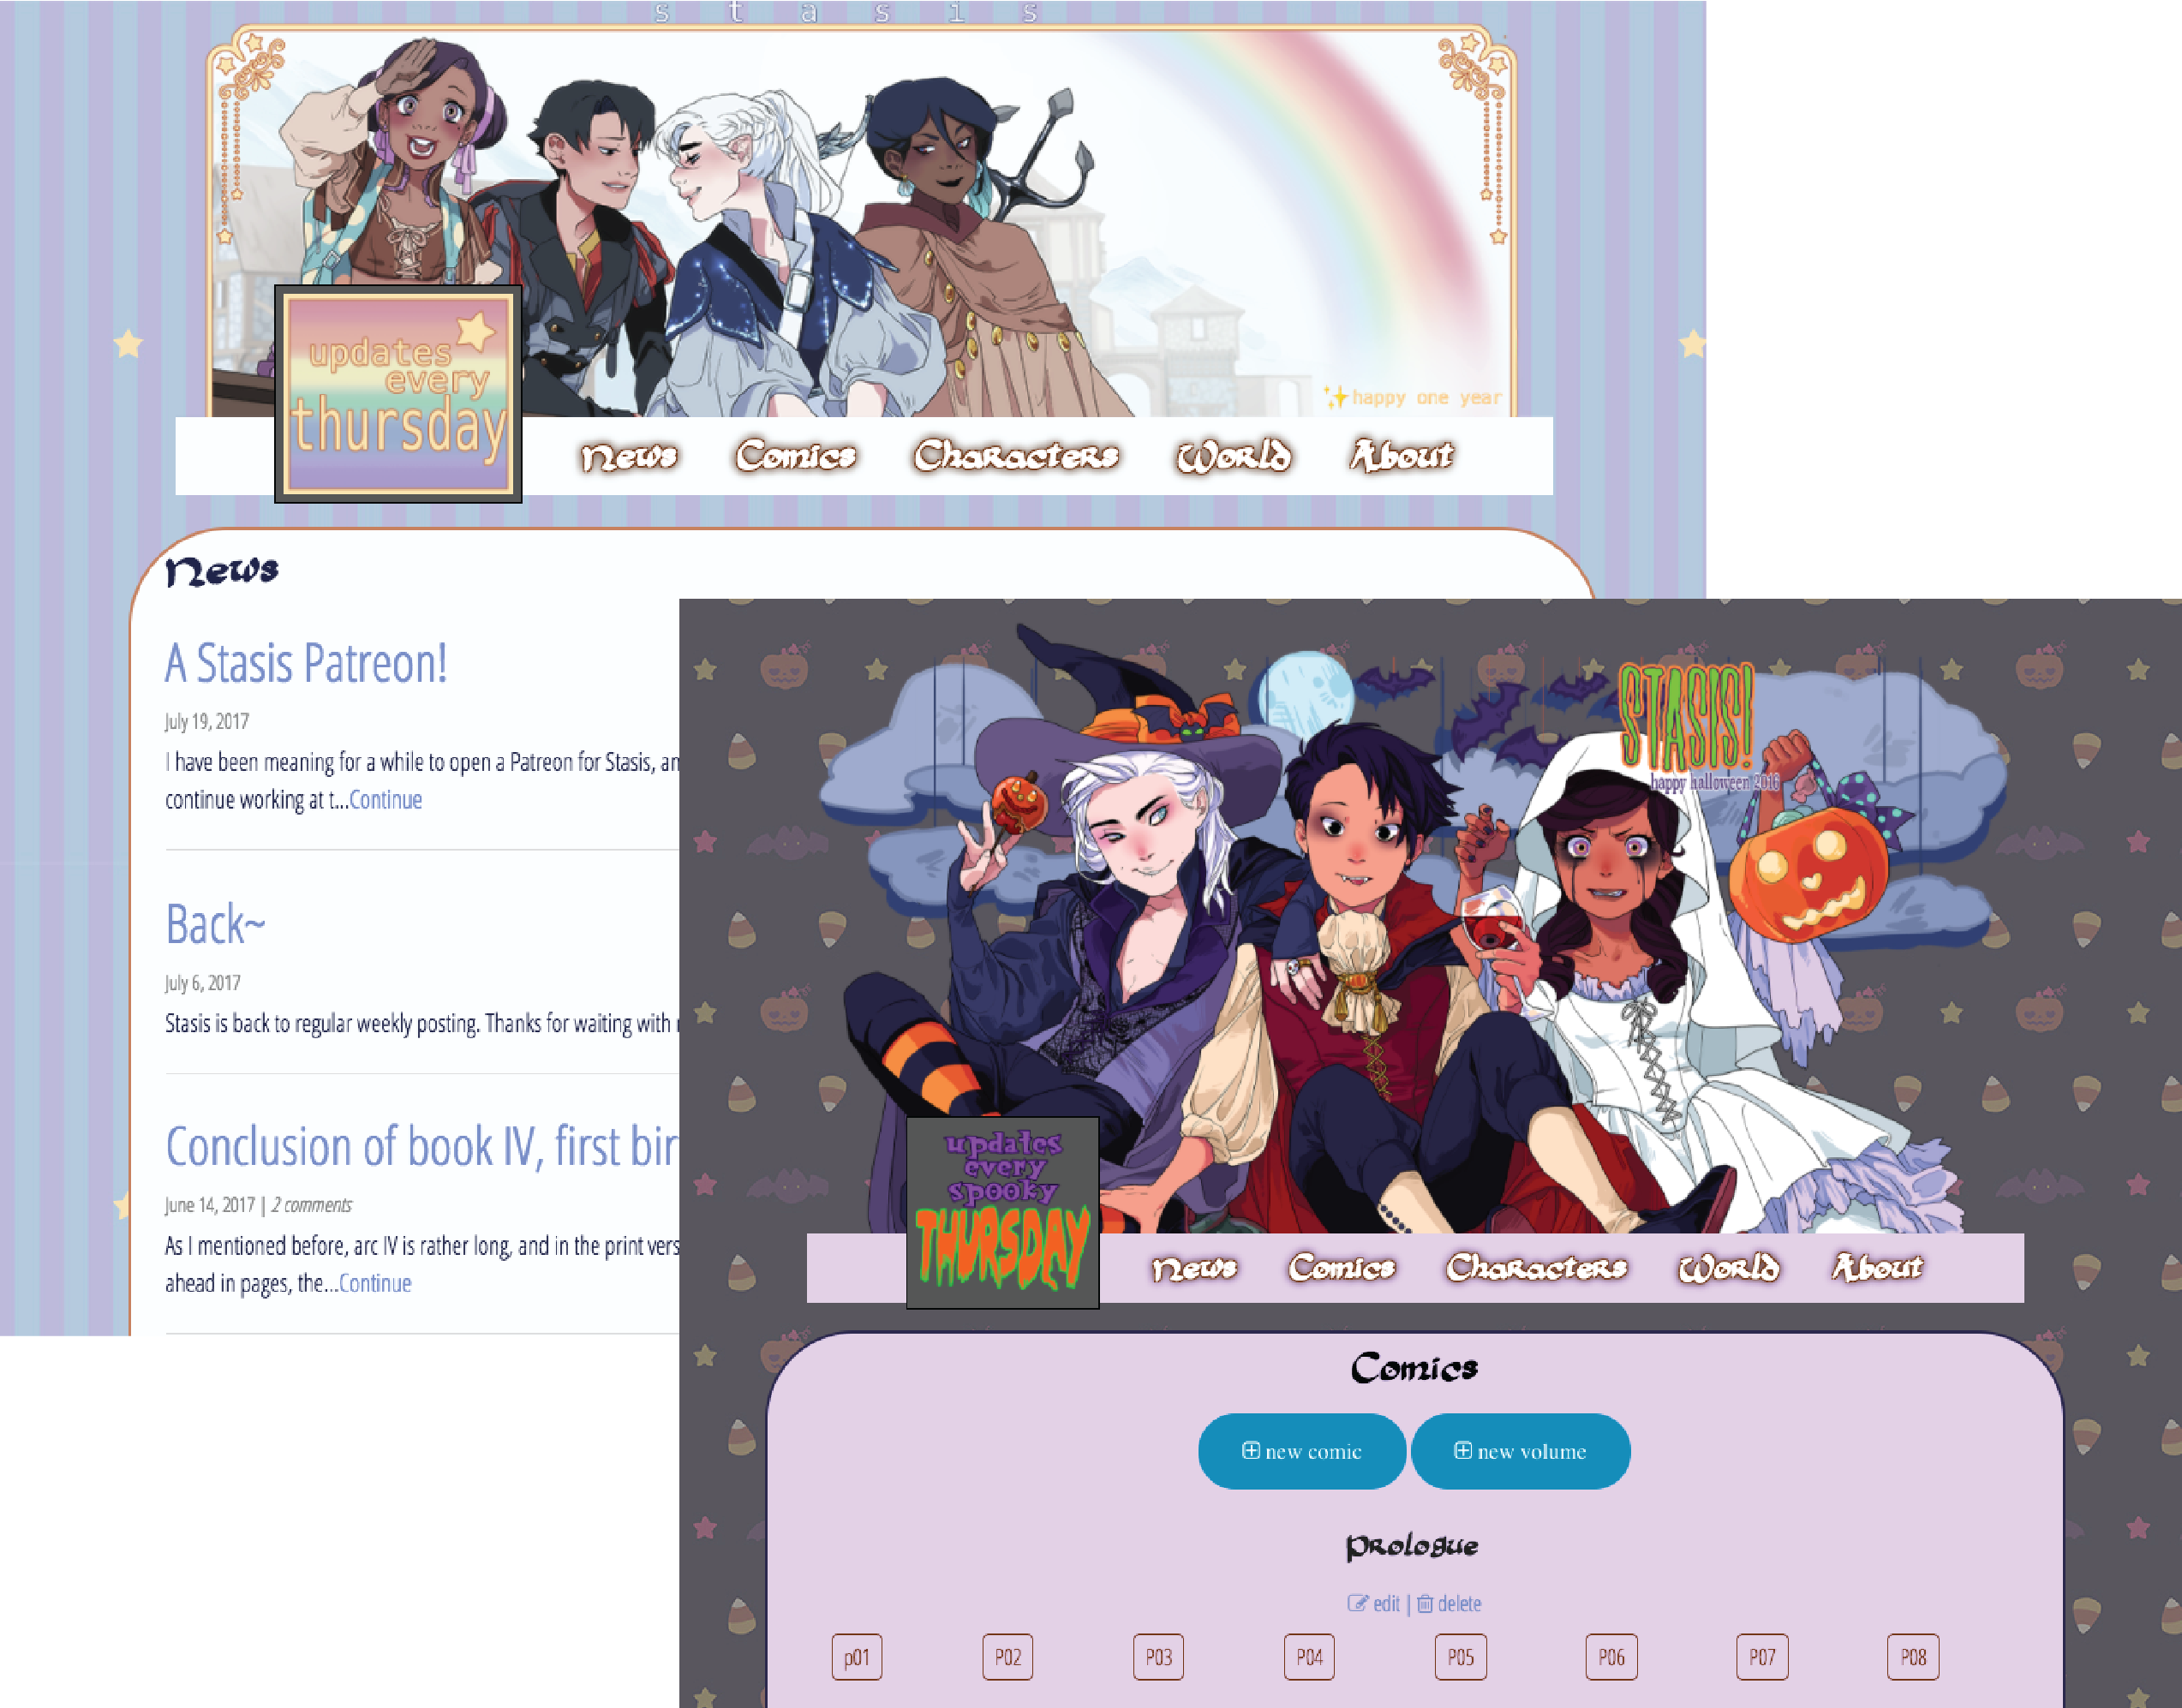 s t a s i s
✨happy one year
updates
every
thursday
News Comics Characters World About
News
A Stasis Patreon!
July 19, 2017
I have been meaning for a while to open a Patreon for Stasis, an
continue working at t...Continue
Back~
July 6, 2017
Stasis is back to regular weekly posting. Thanks for waiting with
Conclusion of book IV, first bir
June 14, 2017 | 2 comments
As I mentioned before, arc IV is rather long, and in the print vers
ahead in pages, the...Continue
STASIS!
happy halloween 2016
updates
every
spooky
THURSDAY
News Comics Characters World About
Comics
new comic new volume
Prologue
edit | delete
p01 P02 P03 P04 P05 P06 P07 P08